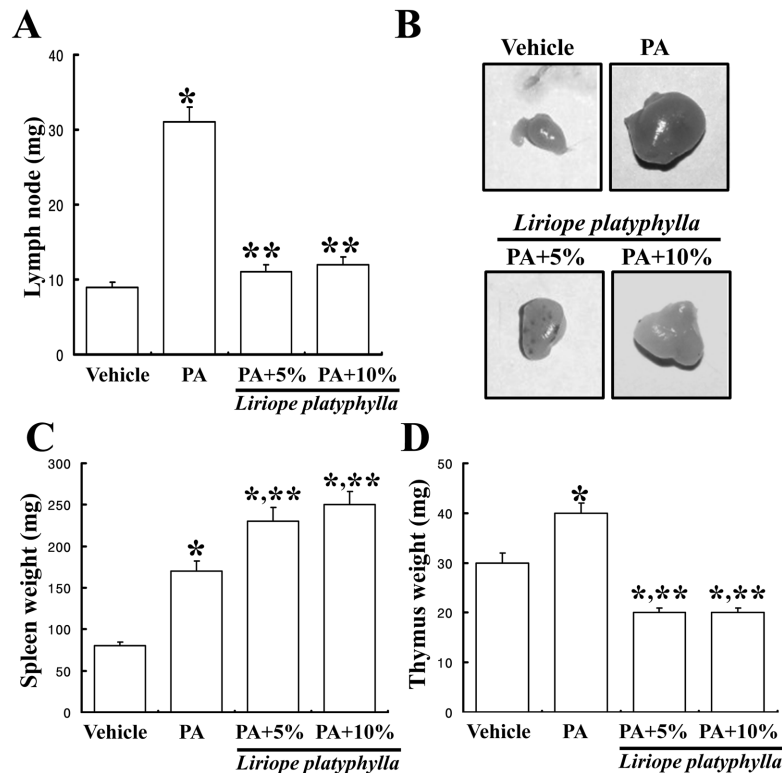 A
Lymph node (mg)
40
30
20
10
0
*
**
**
Vehicle
PA
PA+5%
PA+10%
Liriope platyphylla
B
Vehicle
PA
Liriope platyphylla
PA+5%
PA+10%
C
Spleen weight (mg)
300
250
200
150
100
50
0
*
*,**
*,**
Vehicle
PA
PA+5%
PA+10%
Liriope platyphylla
D
Thymus weight (mg)
50
40
30
20
10
0
*
*,**
*,**
Vehicle
PA
PA+5%
PA+10%
Liriope platyphylla